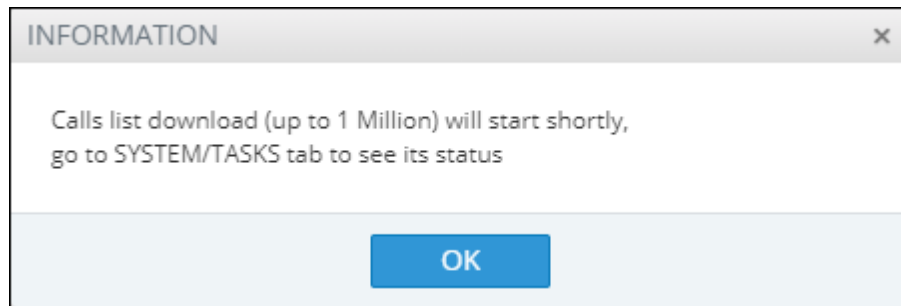 INFORMATION
Calls list download (up to 1 Million) will start shortly,
go to SYSTEM/TASKS tab to see its status
OK